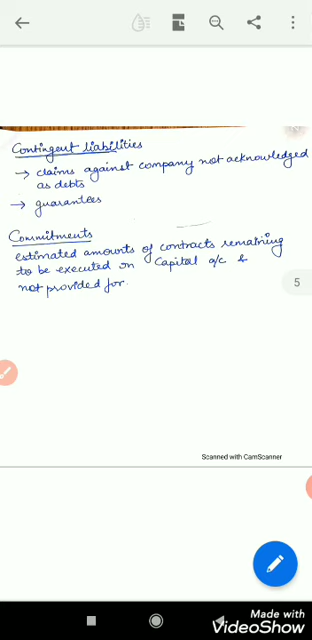 Contingent liabilities
→ claims against company not acknowledged
as debts
→ guarantees
Commitments
estimated amounts of contracts remaining
to be executed on Capital a/c &
not provided for.
5
Scanned with CamScanner
Made with
VideoShow